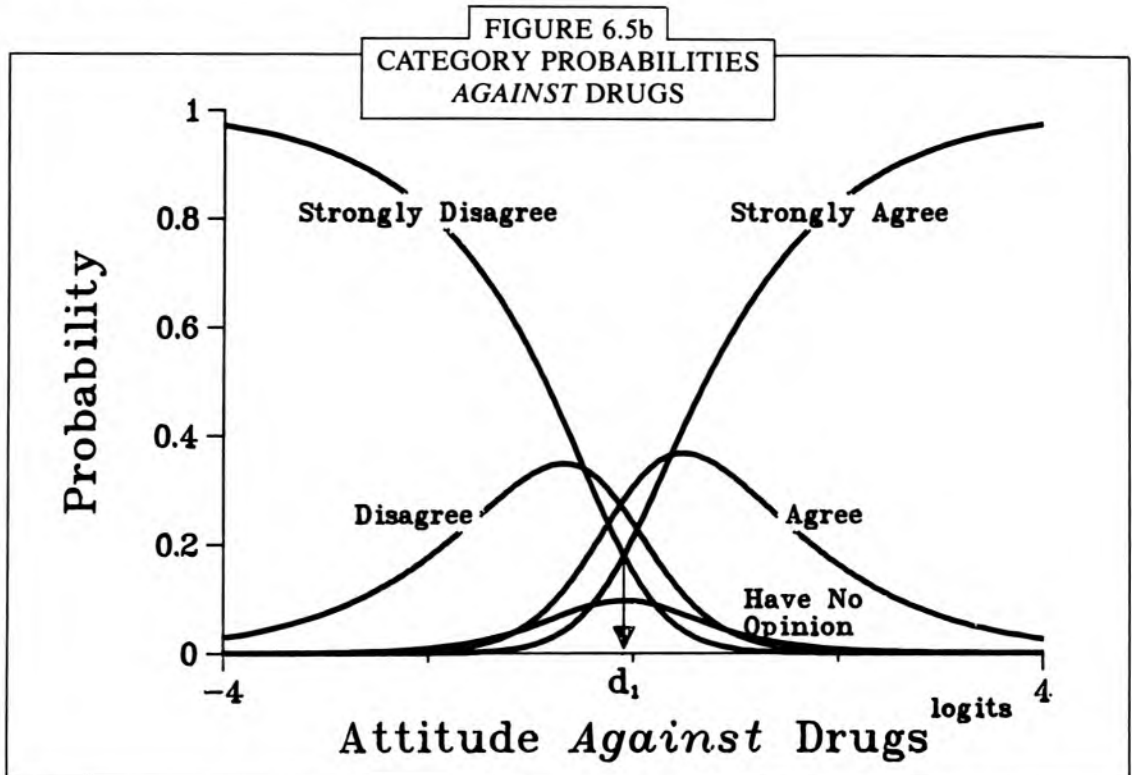 FIGURE 6.5b
CATEGORY PROBABILITIES
AGAINST DRUGS
1
Strongly Disagree
Strongly Agree
0.8
0.6
Probability
0.4
Disagree
Agree
0.2
Have No
Opinion
0
-4
d₁
logits
4
Attitude Against Drugs